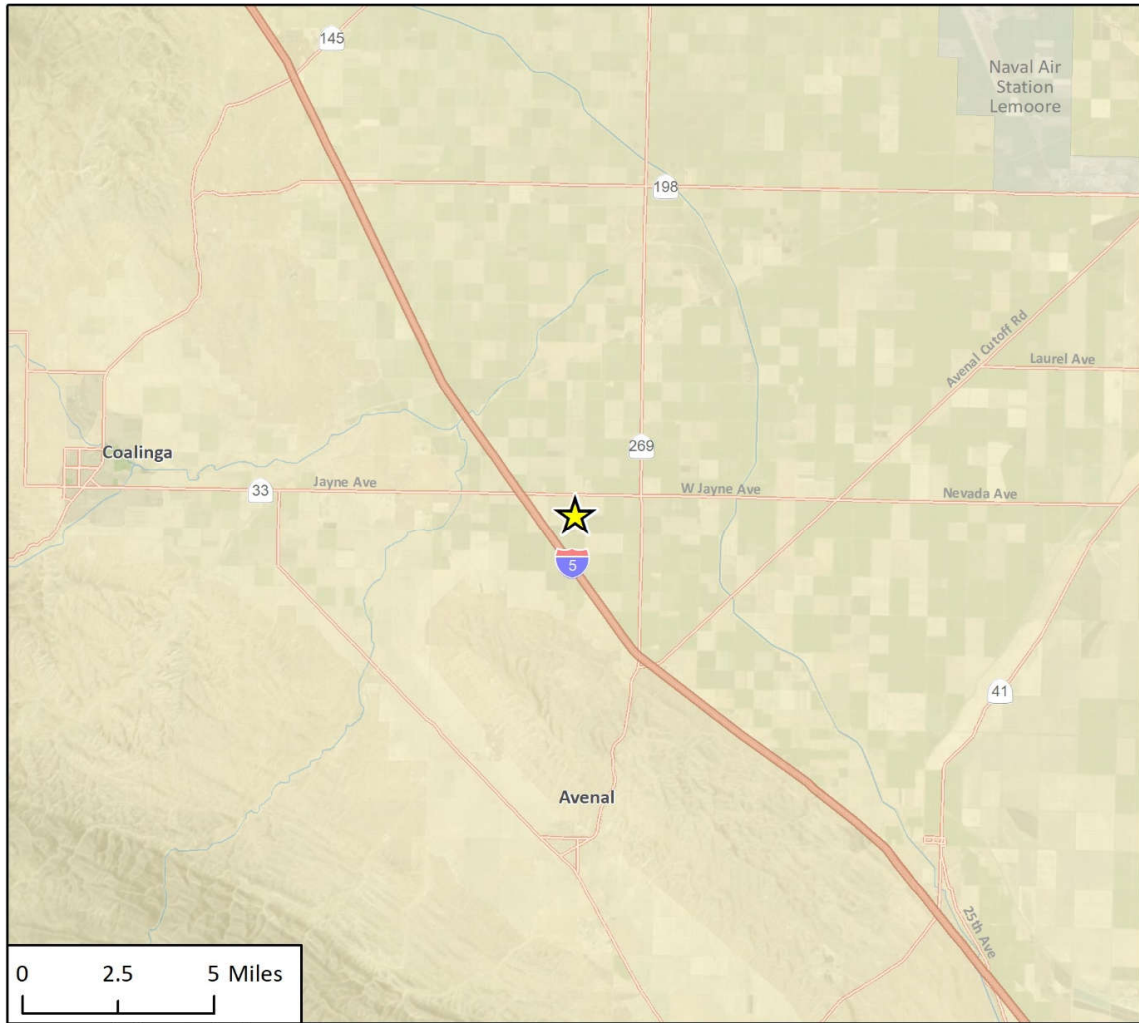 145
Naval Air
Station
Lemoore
198
Avenal Cutoff Rd
Laurel Ave
269
Coalinga
33
Jayne Ave
W Jayne Ave
Nevada Ave
5
41
Avenal
25th Ave
0 2.5 5 Miles